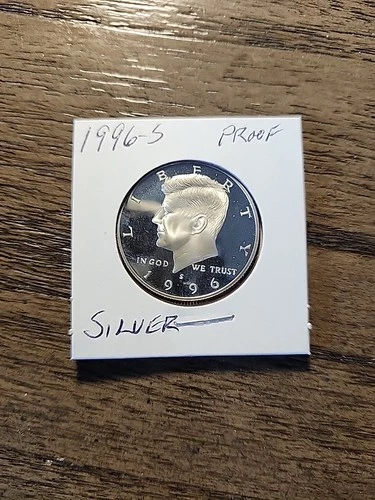 1996-S PROOF
LIBERTY
IN GOD WE TRUST
S
1996
SILVER